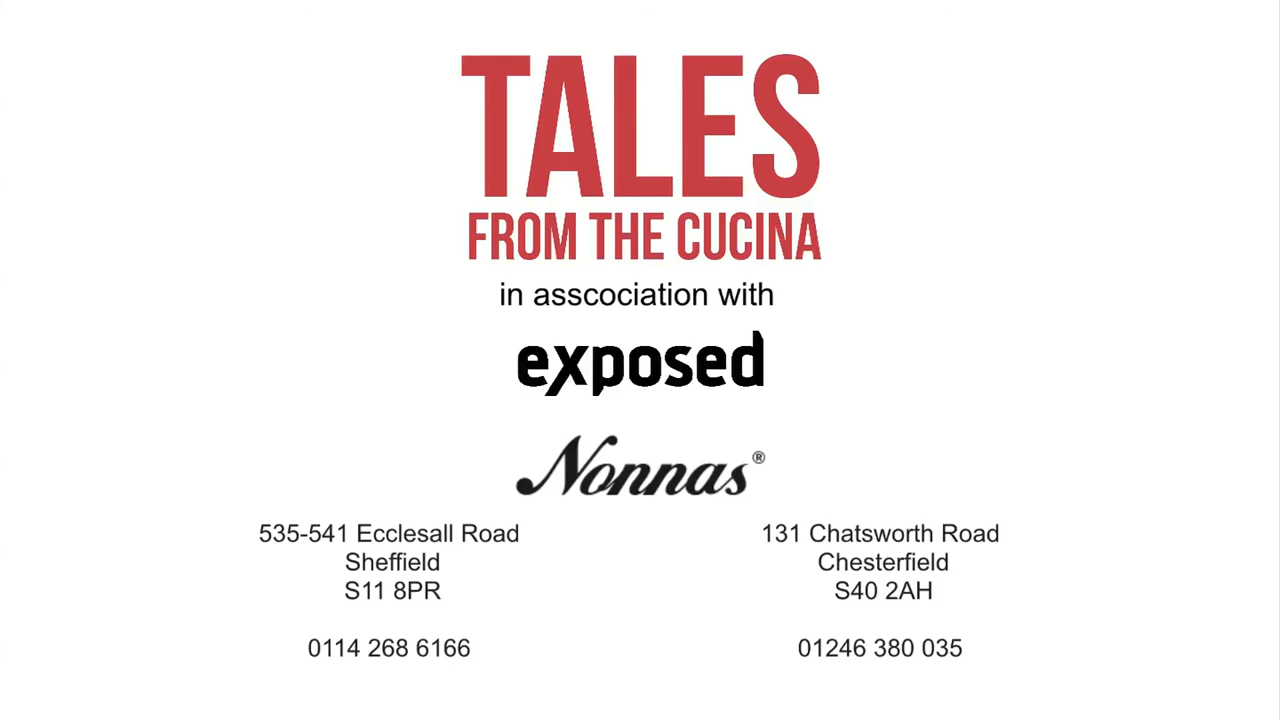 TALES
FROM THE CUCINA
in asscociation with
exposed
Nonnas®
535-541 Ecclesall Road
Sheffield
S11 8PR
0114 268 6166
131 Chatsworth Road
Chesterfield
S40 2AH
01246 380 035